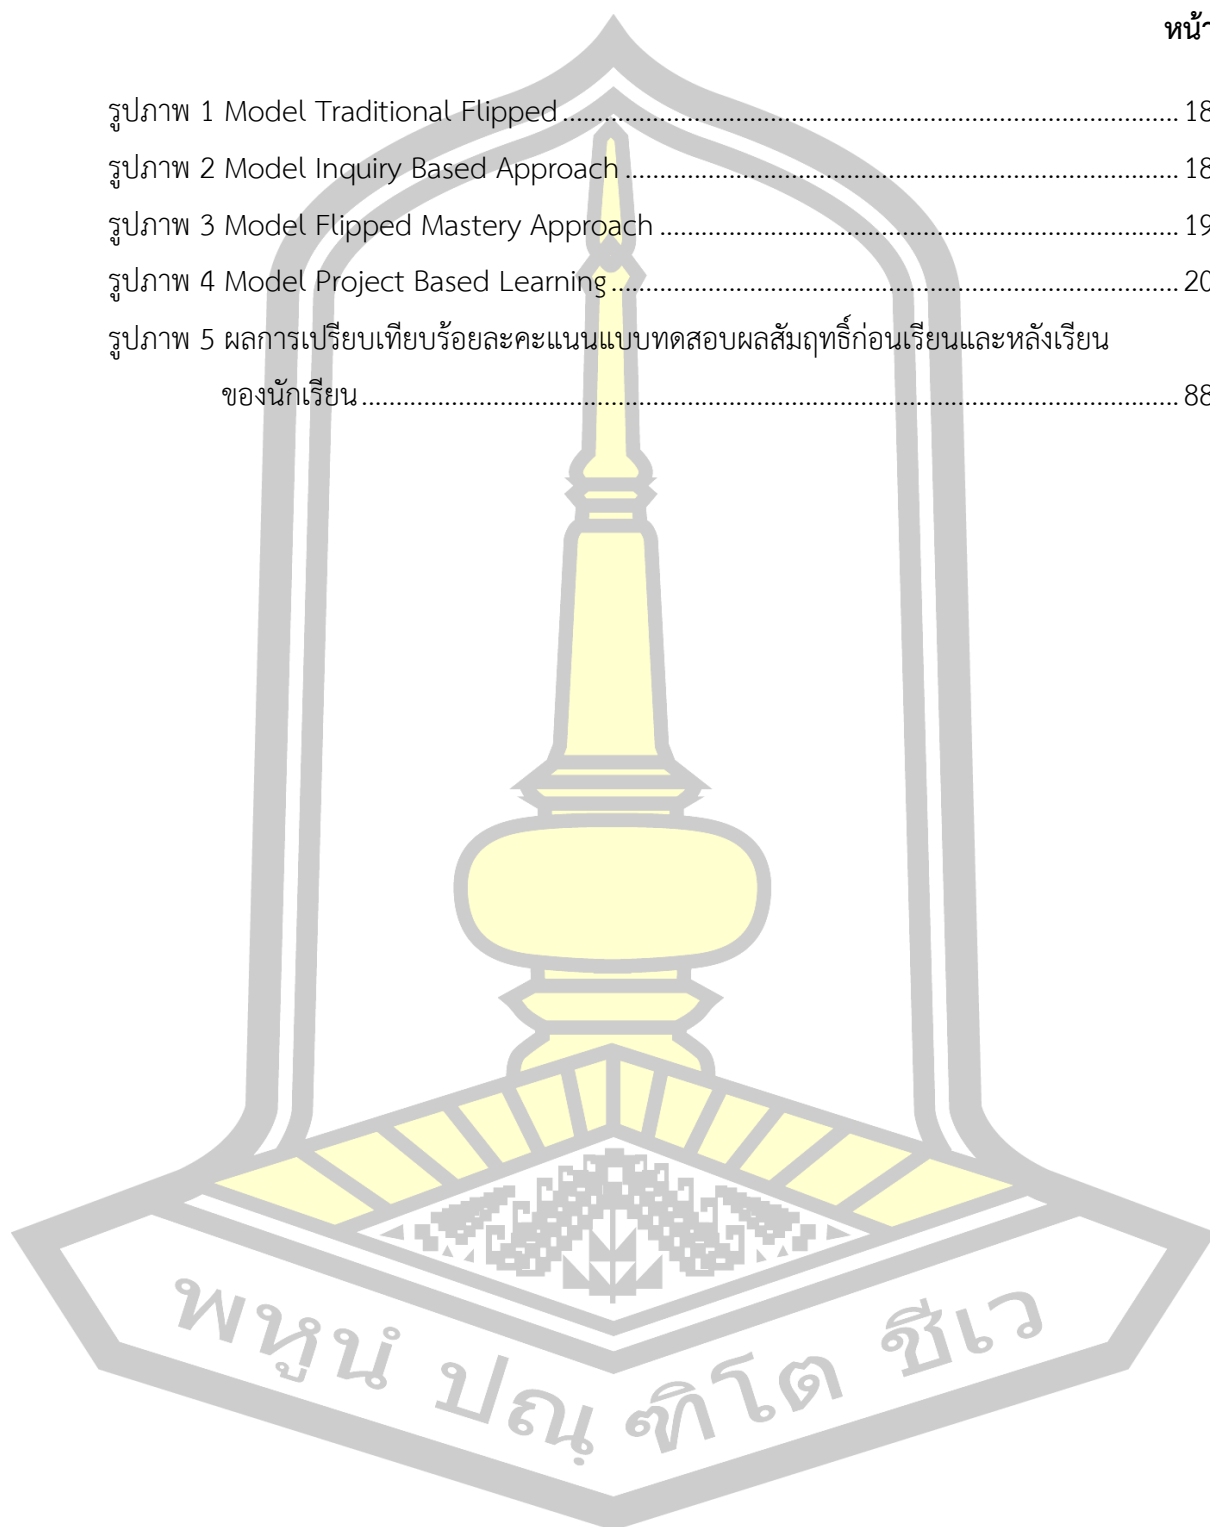 หน้า
รูปภาพ 1 Model Traditional Flipped ........ 18
รูปภาพ 2 Model Inquiry Based Approach ........ 18
รูปภาพ 3 Model Flipped Mastery Approach ........ 19
รูปภาพ 4 Model Project Based Learning ........ 20
รูปภาพ 5 ผลการเปรียบเทียบร้อยละคะแนนแบบทดสอบผลสัมฤทธิ์ก่อนเรียนและหลังเรียน
ของนักเรียน ........ 88
พหูนํ ปณฺฑิโต ชีเว